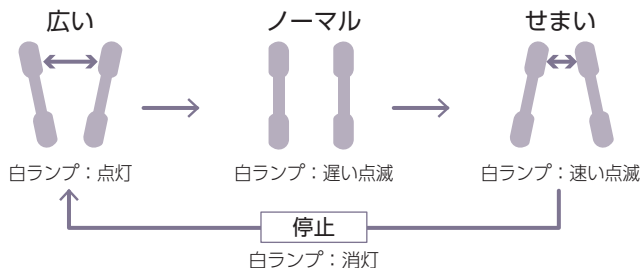 広い
ノーマル
せまい
白ランプ：点灯
白ランプ：遅い点滅
白ランプ：速い点滅
停止
白ランプ：消灯